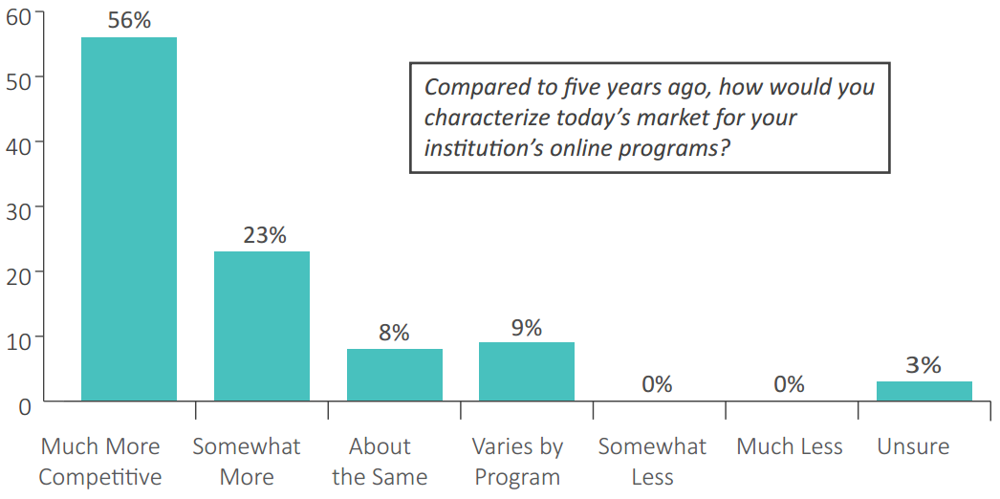 60
56%
50
Compared to five years ago, how would you
characterize today’s market for your
institution’s online programs?
40
30
23%
20
10
8%
9%
0%
0%
3%
0
Much More
Competitive
Somewhat
More
About
the Same
Varies by
Program
Somewhat
Less
Much Less
Unsure